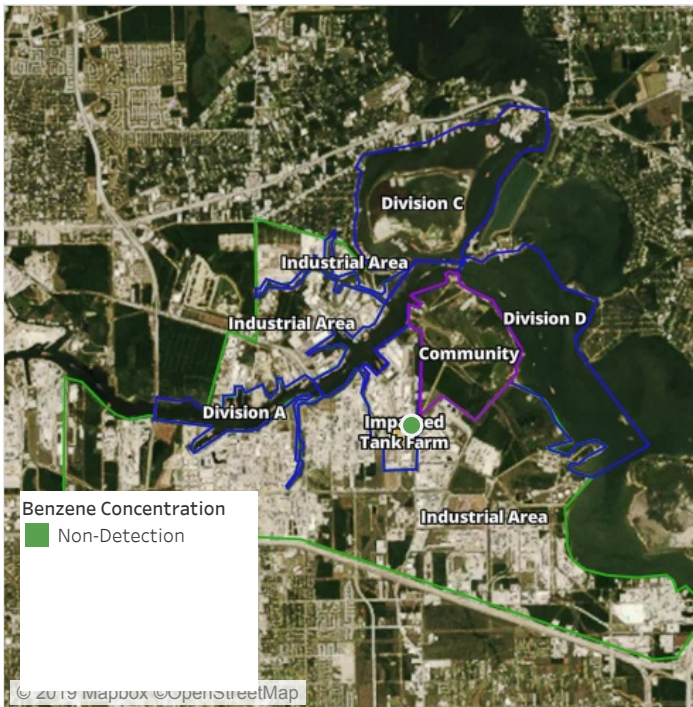 Division C
Industrial Area
Industrial Area
Division D
Community
Division A
Tank Farm
Industrial Area
Benzene Concentration
Non-Detection
© 2019 Mapbox ©OpenStreetMap